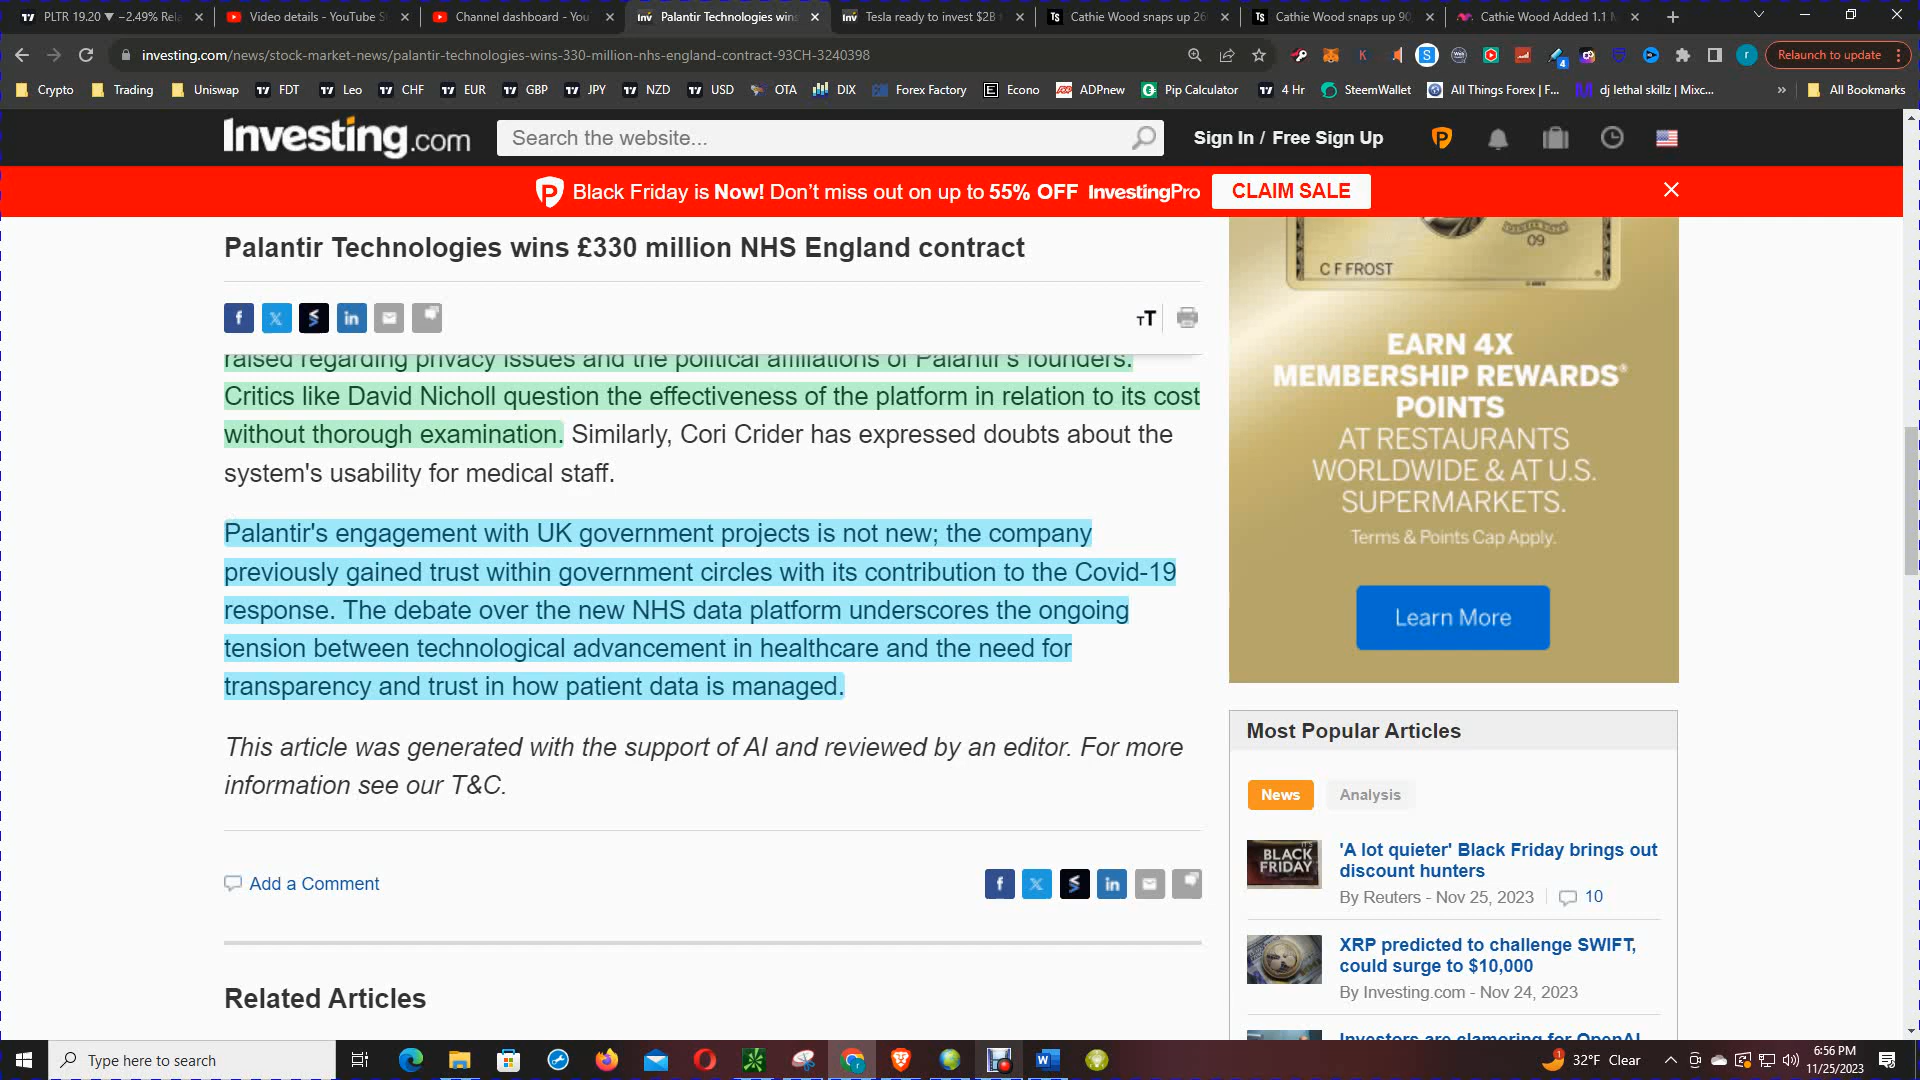 PLTR 19.20 ▼ −2.49% Rela
Video details - YouTube S
Channel dashboard - You
Palantir Technologies wins
Tesla ready to invest $2B
Cathie Wood snaps up 26
Cathie Wood snaps up 90
Cathie Wood Added 1.1 M
investing.com/news/stock-market-news/palantir-technologies-wins-330-million-nhs-england-contract-93CH-3240398
Relaunch to update
Crypto
Trading
Uniswap
FDT
Leo
CHF
EUR
GBP
JPY
NZD
USD
OTA
DIX
Forex Factory
Econo
ADPnew
Pip Calculator
4 Hr
SteemWallet
All Things Forex | F...
dj lethal skillz | Mixc...
»
All Bookmarks
Investing.com
Search the website...
Sign In / Free Sign Up
Black Friday is Now! Don't miss out on up to 55% OFF InvestingPro
CLAIM SALE
Palantir Technologies wins £330 million NHS England contract
raised regarding privacy issues and the political affiliations of Palantir's founders.
Critics like David Nicholl question the effectiveness of the platform in relation to its cost
without thorough examination. Similarly, Cori Crider has expressed doubts about the
system's usability for medical staff.
Palantir's engagement with UK government projects is not new; the company
previously gained trust within government circles with its contribution to the Covid-19
response. The debate over the new NHS data platform underscores the ongoing
tension between technological advancement in healthcare and the need for
transparency and trust in how patient data is managed.
This article was generated with the support of AI and reviewed by an editor. For more
information see our T&C.
Add a Comment
Related Articles
09
C F FROST
EARN 4X
MEMBERSHIP REWARDS®
POINTS
AT RESTAURANTS
WORLDWIDE & AT U.S.
SUPERMARKETS.
Terms & Points Cap Apply.
Learn More
Most Popular Articles
News
Analysis
BLACK
FRIDAY
'A lot quieter' Black Friday brings out
discount hunters
By Reuters - Nov 25, 2023
10
XRP predicted to challenge SWIFT,
could surge to $10,000
By Investing.com - Nov 24, 2023
Investors are clamoring for OpenAI
Type here to search
32°F Clear
6:56 PM
11/25/2023